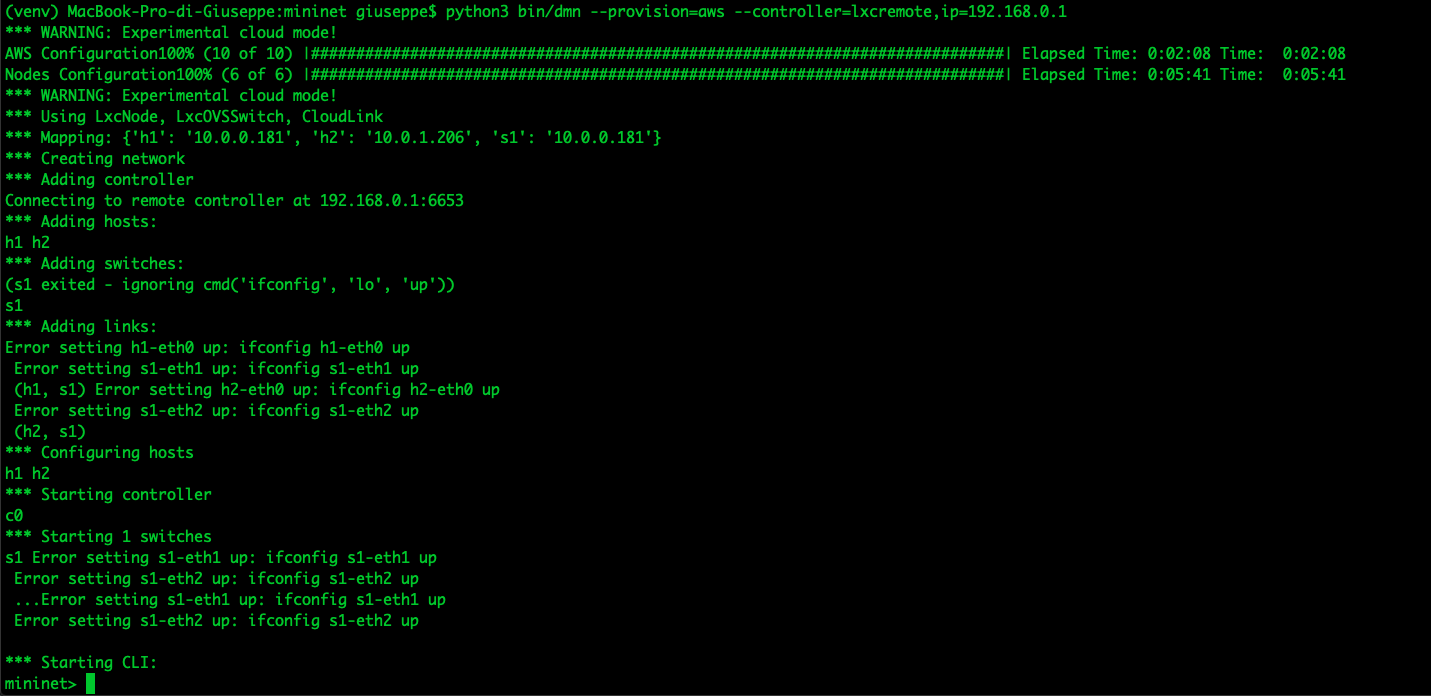 (venv) MacBook-Pro-di-Giuseppe:mininet giuseppe$ python3 bin/dmn --provision=aws --controller=lxcremote,ip=192.168.0.1
*** WARNING: Experimental cloud mode!
AWS Configuration100% (10 of 10) |#############################################################################| Elapsed Time: 0:02:08 Time:  0:02:08
Nodes Configuration100% (6 of 6) |#############################################################################| Elapsed Time: 0:05:41 Time:  0:05:41
*** WARNING: Experimental cloud mode!
*** Using LxcNode, LxcOVSSwitch, CloudLink
*** Mapping: {'h1': '10.0.0.181', 'h2': '10.0.1.206', 's1': '10.0.0.181'}
*** Creating network
*** Adding controller
Connecting to remote controller at 192.168.0.1:6653
*** Adding hosts:
h1 h2
*** Adding switches:
(s1 exited - ignoring cmd('ifconfig', 'lo', 'up'))
s1
*** Adding links:
Error setting h1-eth0 up: ifconfig h1-eth0 up
 Error setting s1-eth1 up: ifconfig s1-eth1 up
 (h1, s1) Error setting h2-eth0 up: ifconfig h2-eth0 up
 Error setting s1-eth2 up: ifconfig s1-eth2 up
 (h2, s1)
*** Configuring hosts
h1 h2
*** Starting controller
c0
*** Starting 1 switches
s1 Error setting s1-eth1 up: ifconfig s1-eth1 up
 Error setting s1-eth2 up: ifconfig s1-eth2 up
 ...Error setting s1-eth1 up: ifconfig s1-eth1 up
 Error setting s1-eth2 up: ifconfig s1-eth2 up
*** Starting CLI:
mininet>